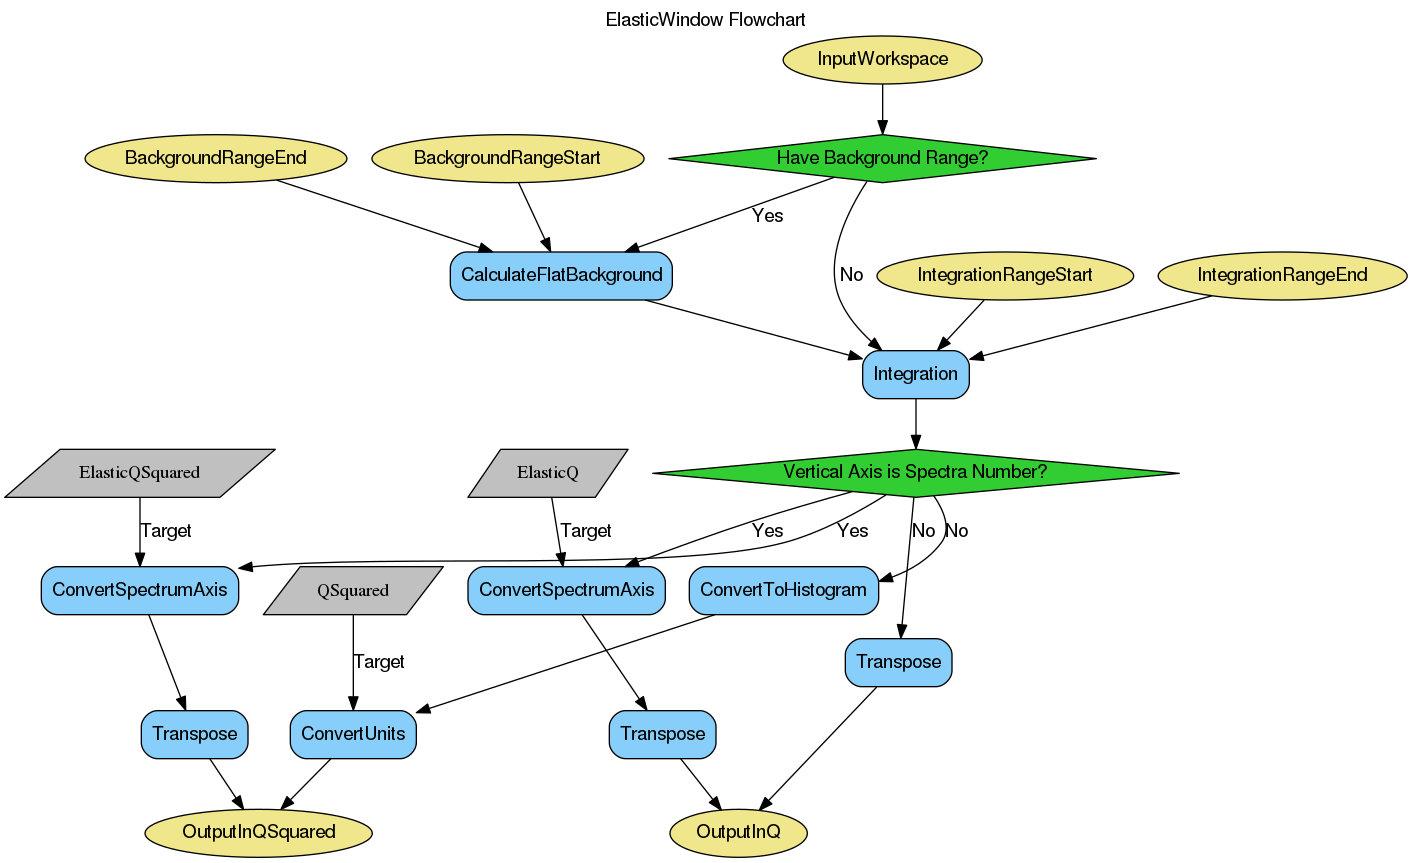 ElasticWindow Flowchart
InputWorkspace
BackgroundRangeEnd
BackgroundRangeStart
Have Background Range?
Yes
No
CalculateFlatBackground
IntegrationRangeStart
IntegrationRangeEnd
Integration
ElasticQSquared
ElasticQ
Vertical Axis is Spectra Number?
Target
Target
Yes
Yes
No
No
ConvertSpectrumAxis
QSquared
ConvertSpectrumAxis
ConvertToHistogram
Target
Transpose
Transpose
ConvertUnits
Transpose
OutputInQSquared
OutputInQ